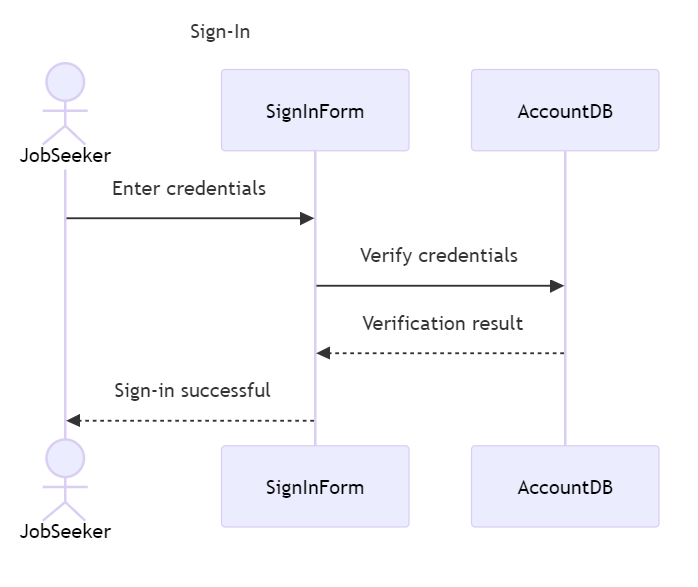 Sign-In
SignInForm
AccountDB
JobSeeker
Enter credentials
Verify credentials
Verification result
Sign-in successful
SignInForm
AccountDB
JobSeeker